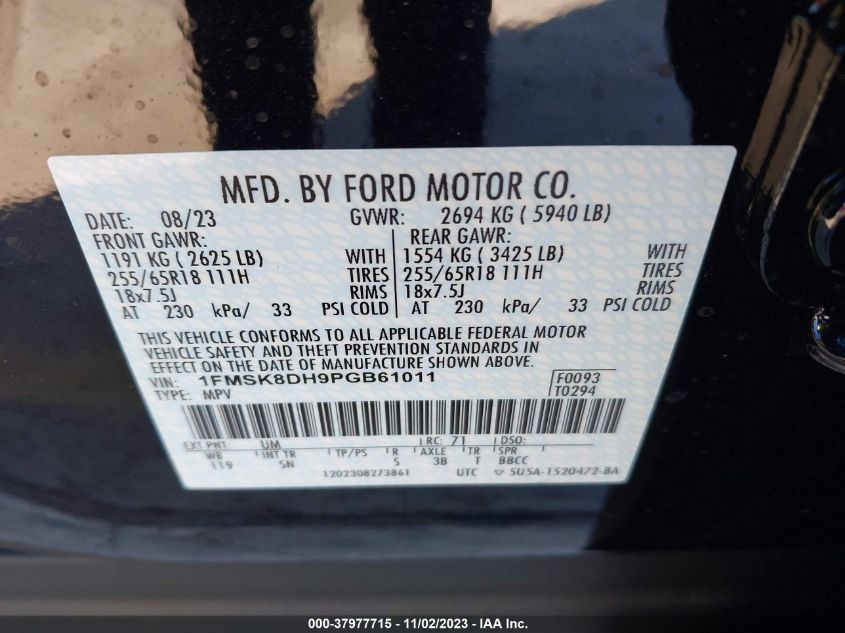 MFD. BY FORD MOTOR CO.
DATE: 08/23 GVWR: 2694 KG ( 5940 LB)
FRONT GAWR: REAR GAWR:
1191 KG ( 2625 LB) WITH 1554 KG ( 3425 LB) WITH
255/65R18 111H TIRES 255/65R18 111H TIRES
18x7.5J RIMS 18x7.5J RIMS
AT 230 kPa/ 33 PSI COLD AT 230 kPa/ 33 PSI COLD
THIS VEHICLE CONFORMS TO ALL APPLICABLE FEDERAL MOTOR
VEHICLE SAFETY AND THEFT PREVENTION STANDARDS IN
EFFECT ON THE DATE OF MANUFACTURE SHOWN ABOVE.
VIN: 1FMSK8DH9PGB61011 F0093
TYPE: MPV T0294
EXT PNT: UM RC: 71 DSO:
WB INT TR TP/PS R AXLE TR SPR
119 SN S 3B T BBCC
1202308273861 UTC 5U5A-1520472-BA
000-37977715 - 11/02/2023 - IAA Inc.